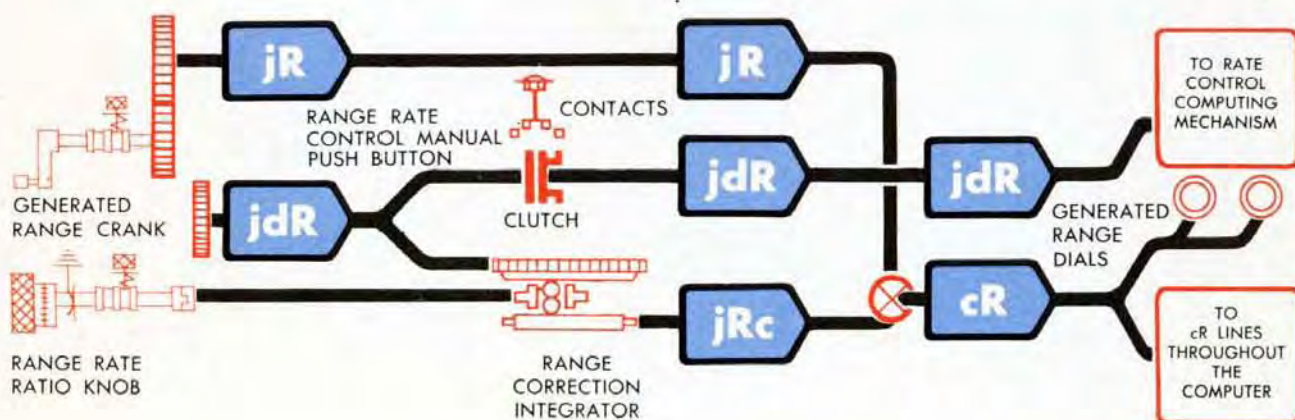 jR
jR
TO RATE
CONTROL
COMPUTING
MECHANISM
CONTACTS
RANGE RATE
CONTROL MANUAL
PUSH BUTTON
GENERATED
RANGE CRANK
jdR
CLUTCH
jdR
jdR
GENERATED
RANGE
DIALS
RANGE RATE
RATIO KNOB
RANGE
CORRECTION
INTEGRATOR
jRc
cR
TO
cR LINES
THROUGHOUT
THE
COMPUTER